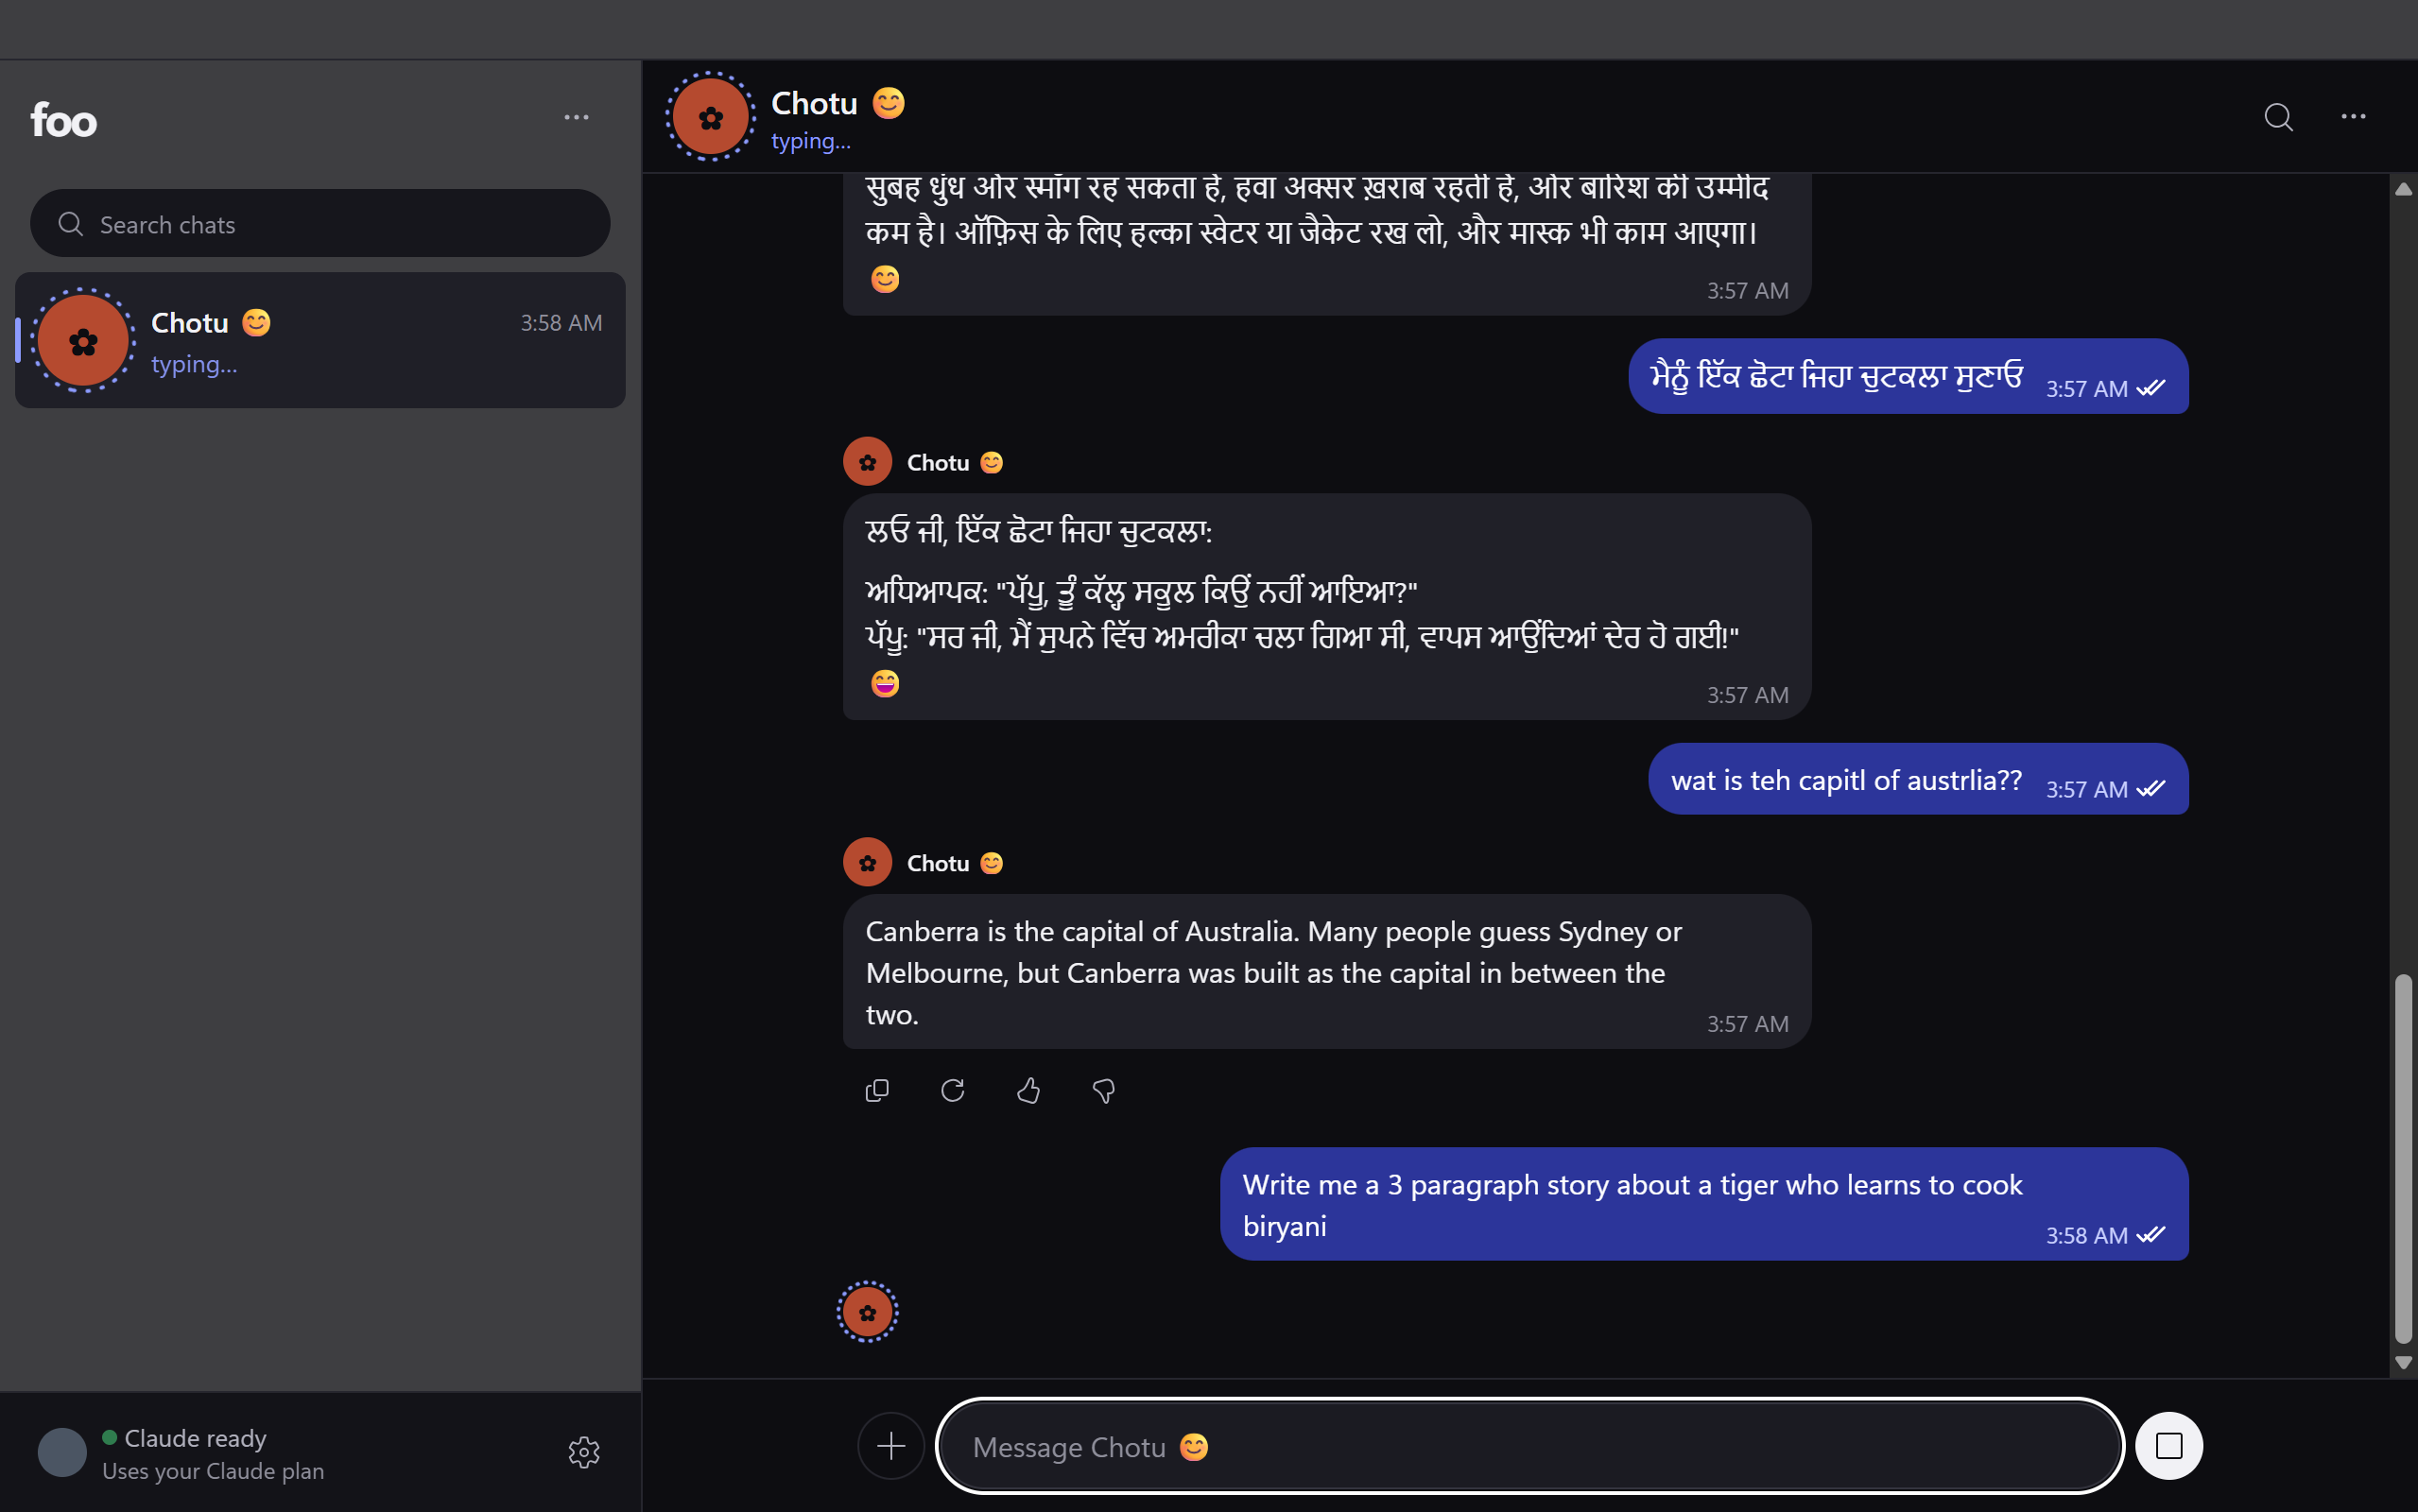 foo
Search chats
Chotu 😊
3:58 AM
typing...
Claude ready
Uses your Claude plan
Chotu 😊
typing...
सुबह धुंध और स्मॉग रह सकता है, हवा अक्सर ख़राब रहती है, और बारिश की उम्मीद
कम है। ऑफ़िस के लिए हल्का स्वेटर या जैकेट रख लो, और मास्क भी काम आएगा।
😊
3:57 AM
ਮੈਨੂੰ ਇੱਕ ਛੋਟਾ ਜਿਹਾ ਚੁਟਕਲਾ ਸੁਣਾਓ 3:57 AM
Chotu 😊
ਲਓ ਜੀ, ਇੱਕ ਛੋਟਾ ਜਿਹਾ ਚੁਟਕਲਾ:
ਅਧਿਆਪਕ: "ਪੱਪੂ, ਤੂੰ ਕੱਲ੍ਹ ਸਕੂਲ ਕਿਉਂ ਨਹੀਂ ਆਇਆ?"
ਪੱਪੂ: "ਸਰ ਜੀ, ਮੈਂ ਸੁਪਨੇ ਵਿੱਚ ਅਮਰੀਕਾ ਚਲਾ ਗਿਆ ਸੀ, ਵਾਪਸ ਆਉਂਦਿਆਂ ਦੇਰ ਹੋ ਗਈ!"
😄
3:57 AM
wat is teh capitl of austrlia?? 3:57 AM
Chotu 😊
Canberra is the capital of Australia. Many people guess Sydney or
Melbourne, but Canberra was built as the capital in between the
two.
3:57 AM
Write me a 3 paragraph story about a tiger who learns to cook
biryani
3:58 AM
Message Chotu 😊